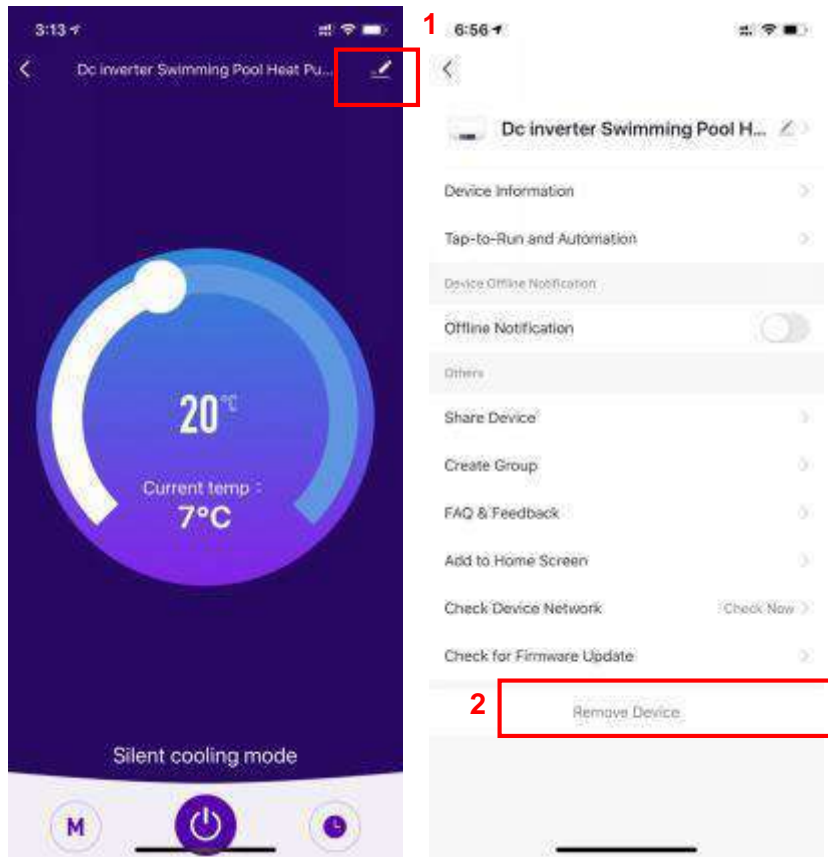 3:13
Dc inverter Swimming Pool Heat Pu...
20°C
Current temp :
7°C
Silent cooling mode
M
1
6:56
Dc inverter Swimming Pool H...
Device Information
Tap-to-Run and Automation
Device Offline Notification
Offline Notification
Others
Share Device
Create Group
FAQ & Feedback
Add to Home Screen
Check Device Network Check Now
Check for Firmware Update
2
Remove Device